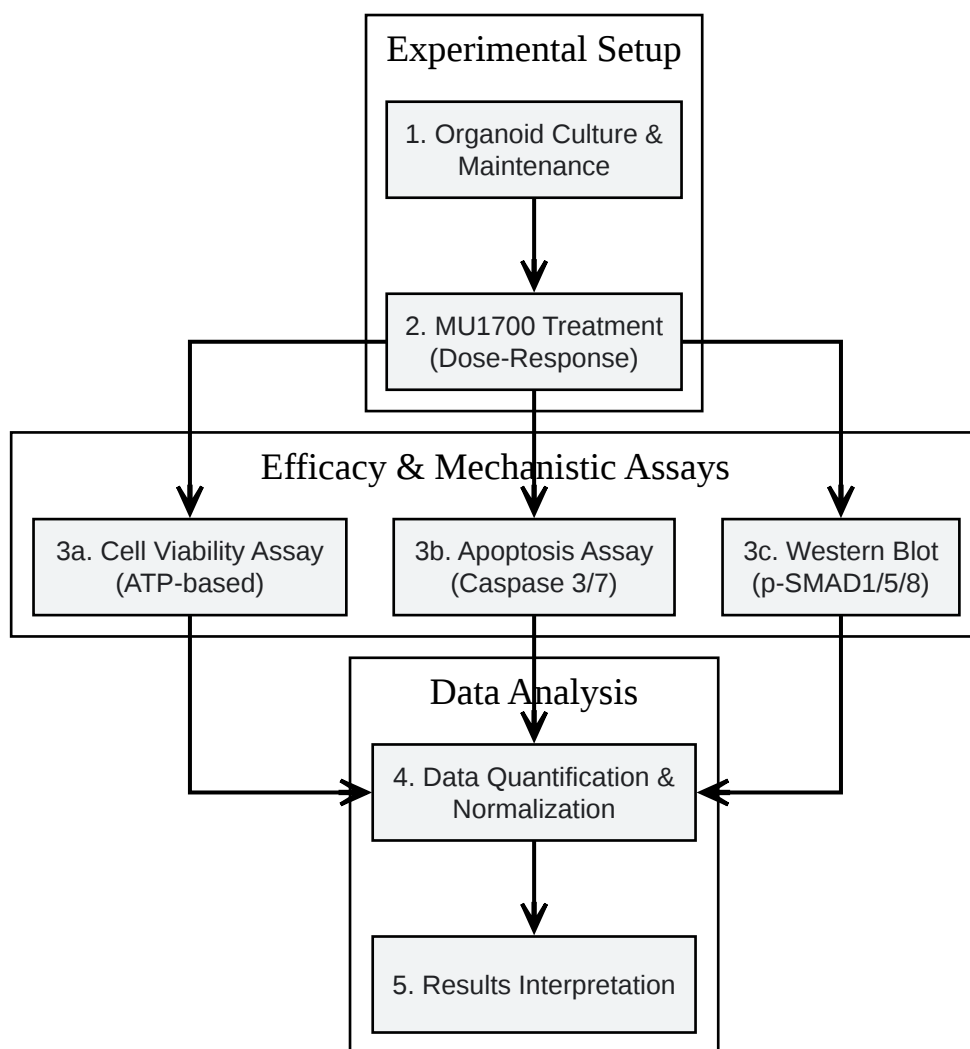 Experimental Setup
1. Organoid Culture &
Maintenance
2. MU1700 Treatment
(Dose-Response)
Efficacy & Mechanistic Assays
3a. Cell Viability Assay
(ATP-based)
3b. Apoptosis Assay
(Caspase 3/7)
3c. Western Blot
(p-SMAD1/5/8)
Data Analysis
4. Data Quantification &
Normalization
5. Results Interpretation